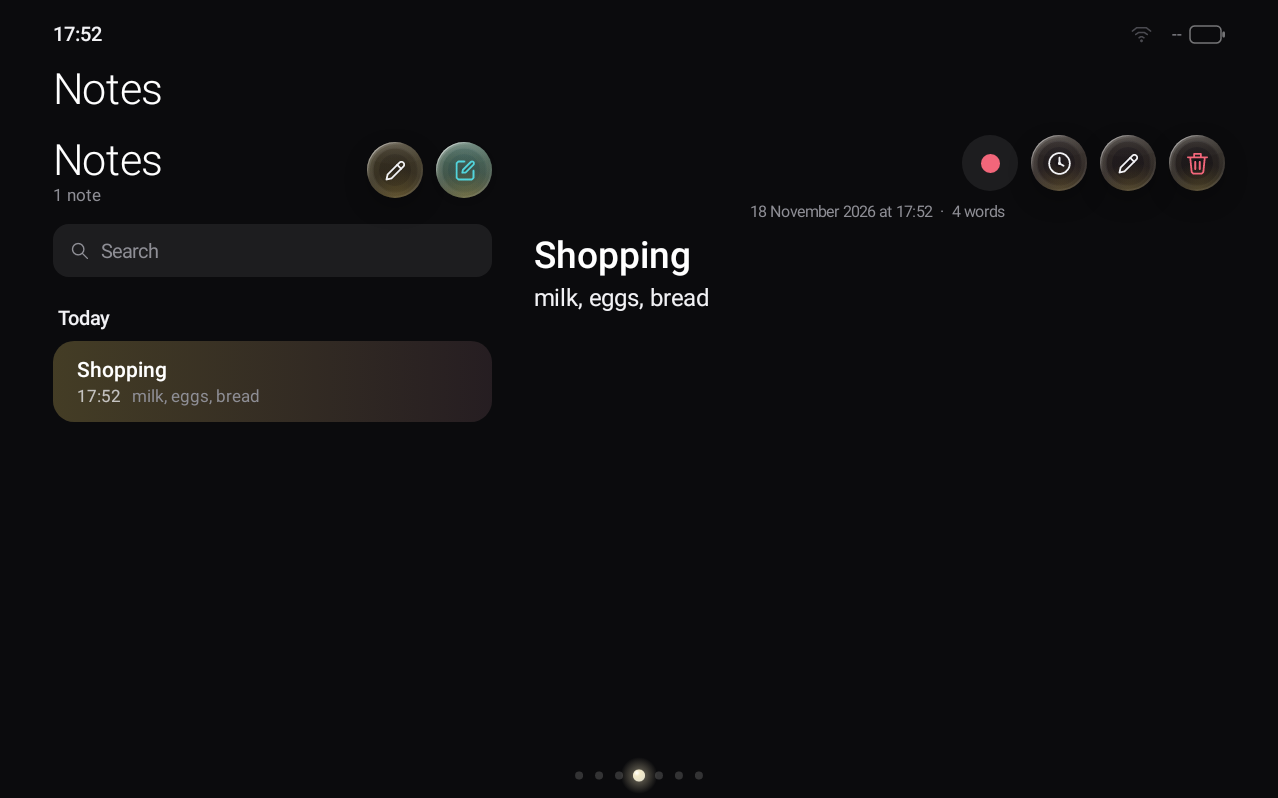 17:52
--
Notes
Notes
1 note
Search
Today
Shopping
17:52 milk, eggs, bread
18 November 2026 at 17:52 · 4 words
Shopping
milk, eggs, bread